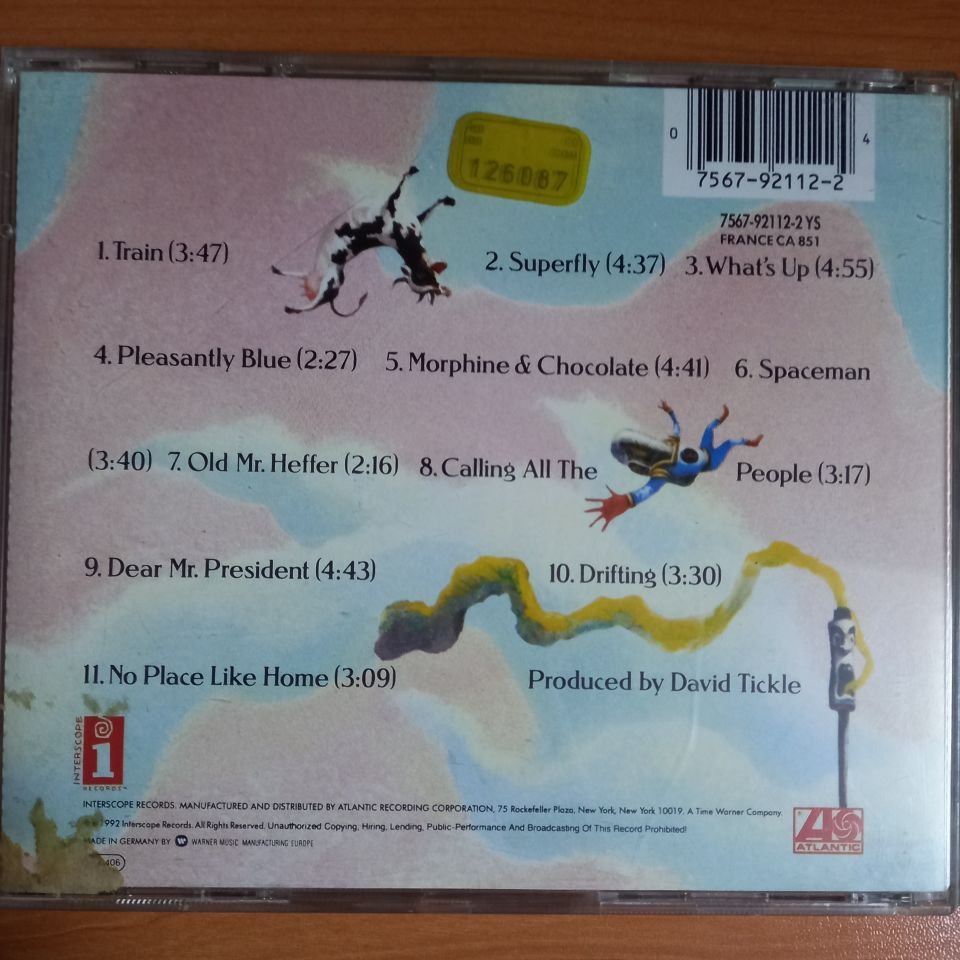 126087
0 4
7567-92112-2
7567-92112-2 YS
FRANCE CA 851
1. Train (3:47)
2. Superfly (4:37) 3. What's Up (4:55)
4. Pleasantly Blue (2:27) 5. Morphine & Chocolate (4:41) 6. Spaceman
(3:40) 7. Old Mr. Heffer (2:16) 8. Calling All The People (3:17)
9. Dear Mr. President (4:43) 10. Drifting (3:30)
11. No Place Like Home (3:09) Produced by David Tickle
INTERSCOPE
i
RECORDS™
INTERSCOPE RECORDS. MANUFACTURED AND DISTRIBUTED BY ATLANTIC RECORDING CORPORATION, 75 Rockefeller Plaza, New York, New York 10019. A Time Warner Company.
1992 Interscope Records. All Rights Reserved. Unauthorized Copying, Hiring, Lending, Public-Performance And Broadcasting Of This Record Prohibited!
MADE IN GERMANY BY WARNER MUSIC MANUFACTURING EUROPE
406
A
ATLANTIC